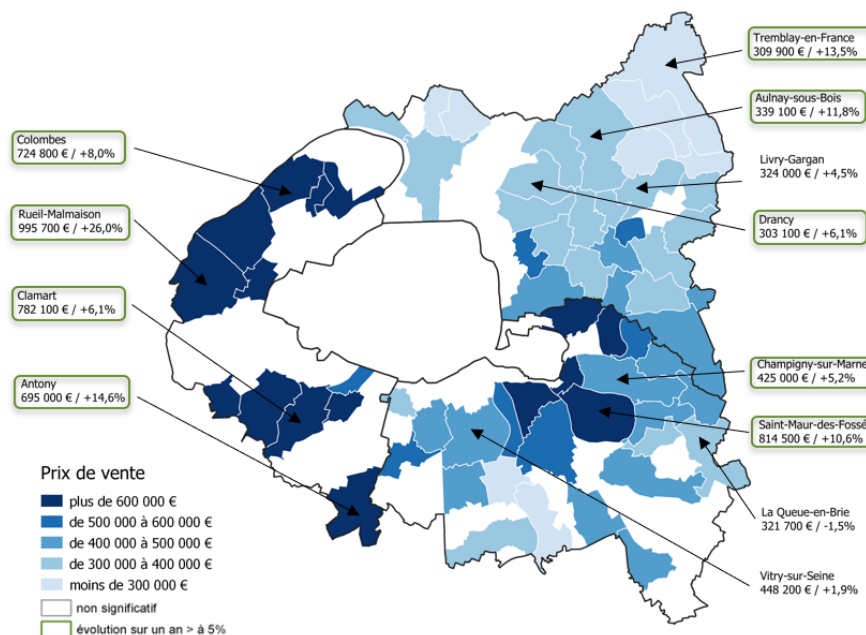 Tremblay-en-France
309 900 € / +13,5%
Aulnay-sous-Bois
339 100 € / +11,8%
Livry-Gargan
324 000 € / +4,5%
Drancy
303 100 € / +6,1%
Colombes
724 800 € / +8,0%
Rueil-Malmaison
995 700 € / +26,0%
Clamart
782 100 € / +6,1%
Antony
695 000 € / +14,6%
Champigny-sur-Marne
425 000 € / +5,2%
Saint-Maur-des-Fossé
814 500 € / +10,6%
La Queue-en-Brie
321 700 € / -1,5%
Vitry-sur-Seine
448 200 € / +1,9%
Prix de vente
plus de 600 000 €
de 500 000 à 600 000 €
de 400 000 à 500 000 €
de 300 000 à 400 000 €
moins de 300 000 €
non significatif
évolution sur un an > à 5%